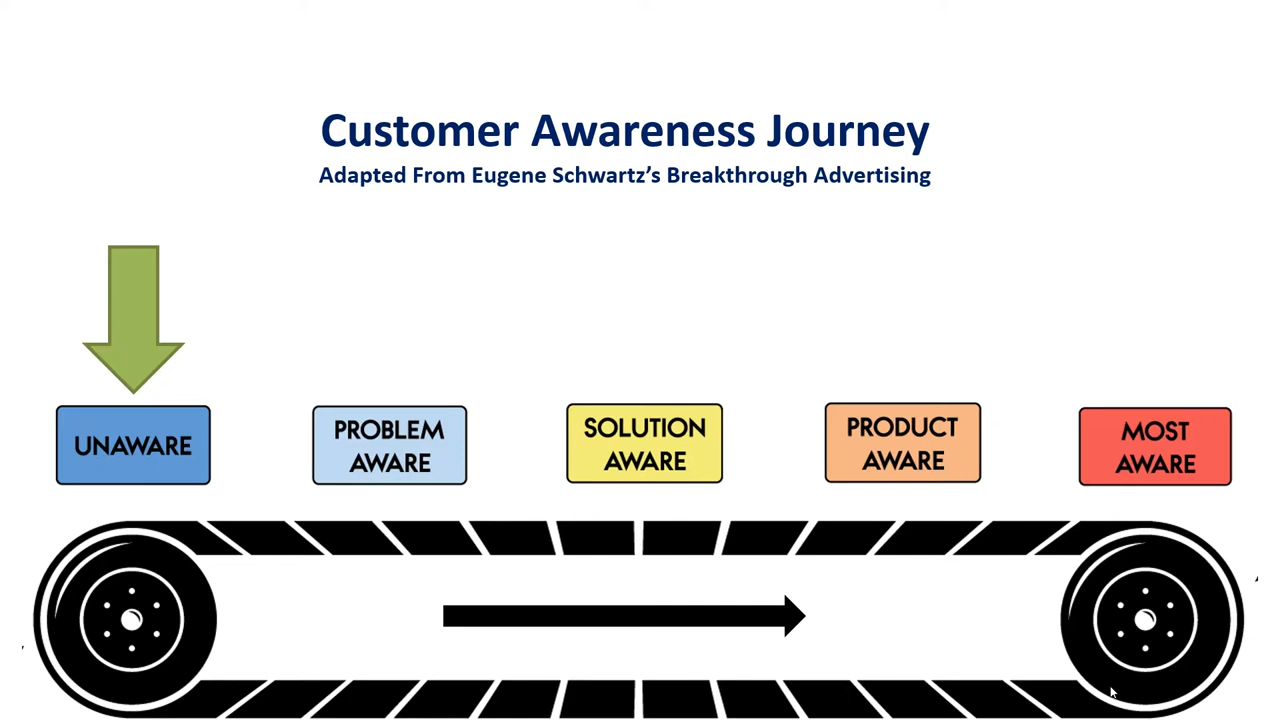 Customer Awareness Journey
Adapted From Eugene Schwartz’s Breakthrough Advertising
UNAWARE
PROBLEM
AWARE
SOLUTION
AWARE
PRODUCT
AWARE
MOST
AWARE